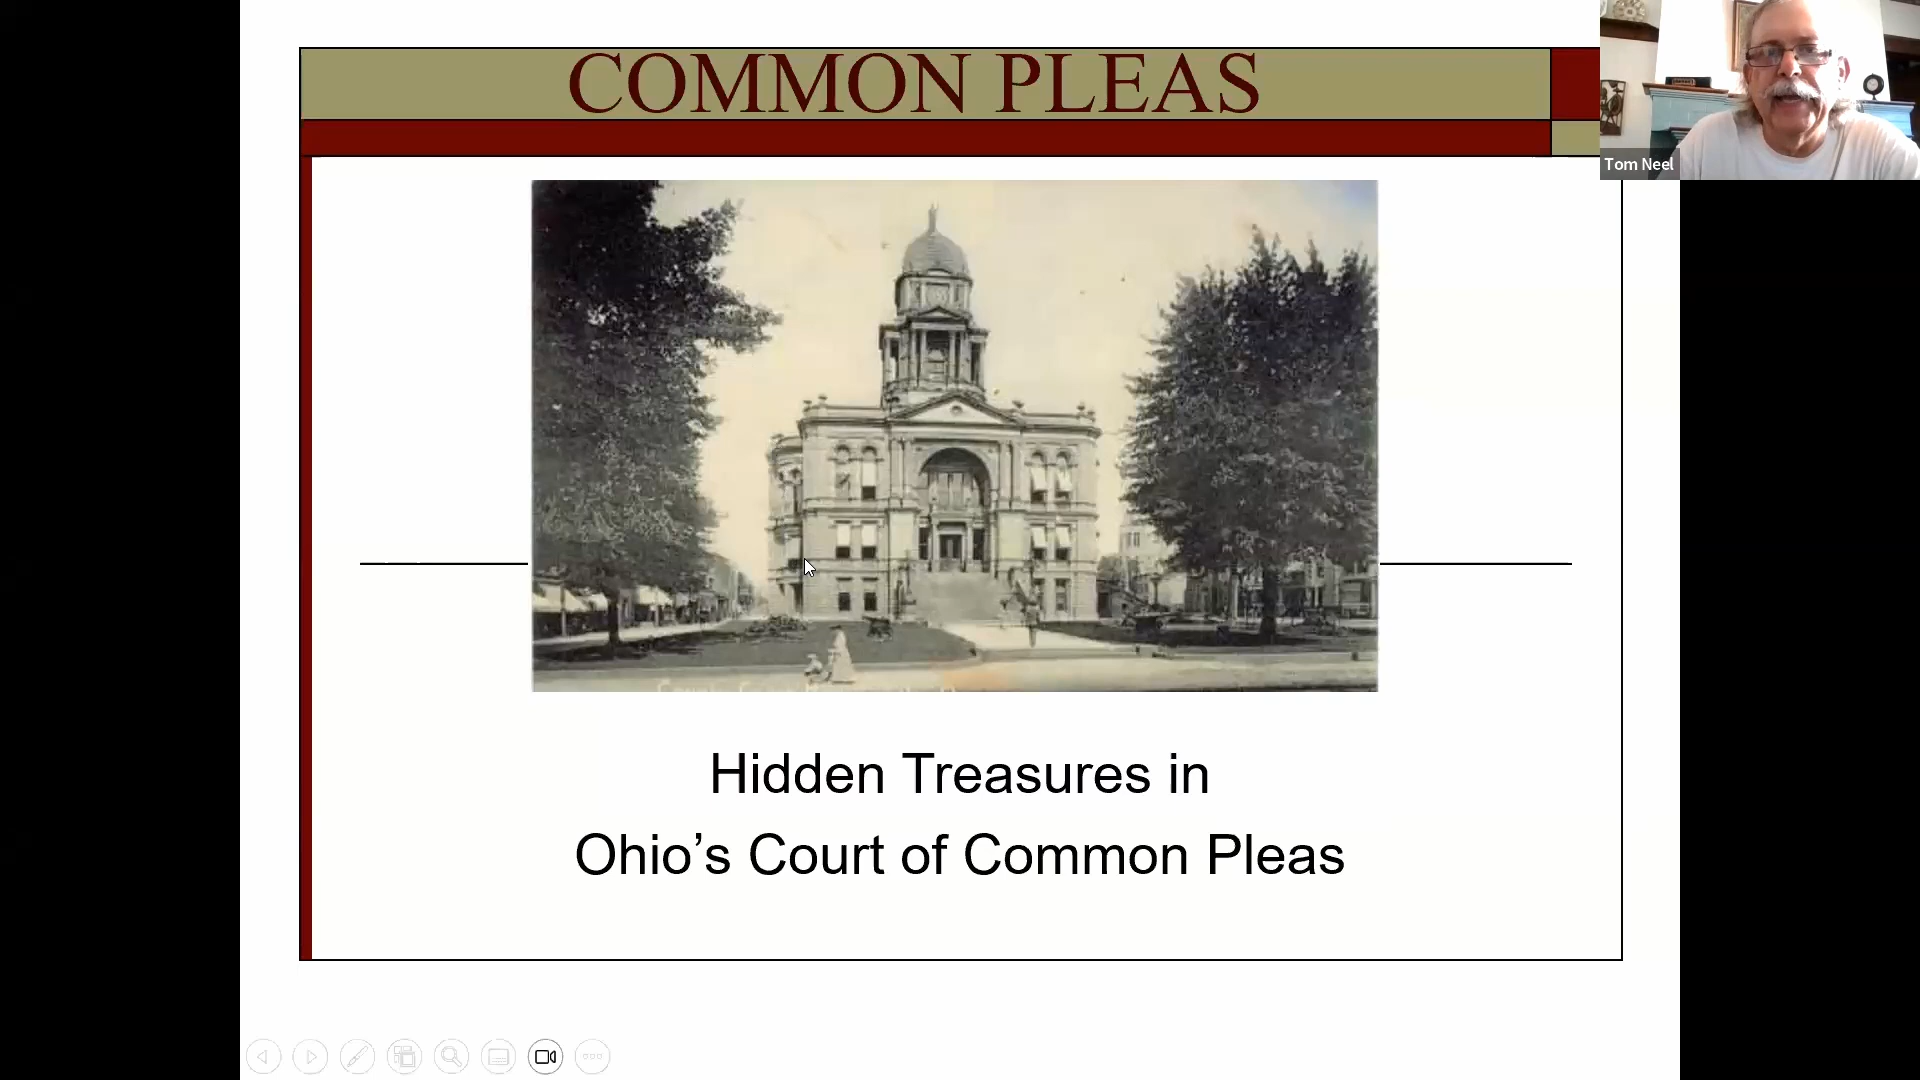 COMMON PLEAS
Tom Neel
Hidden Treasures in
Ohio’s Court of Common Pleas